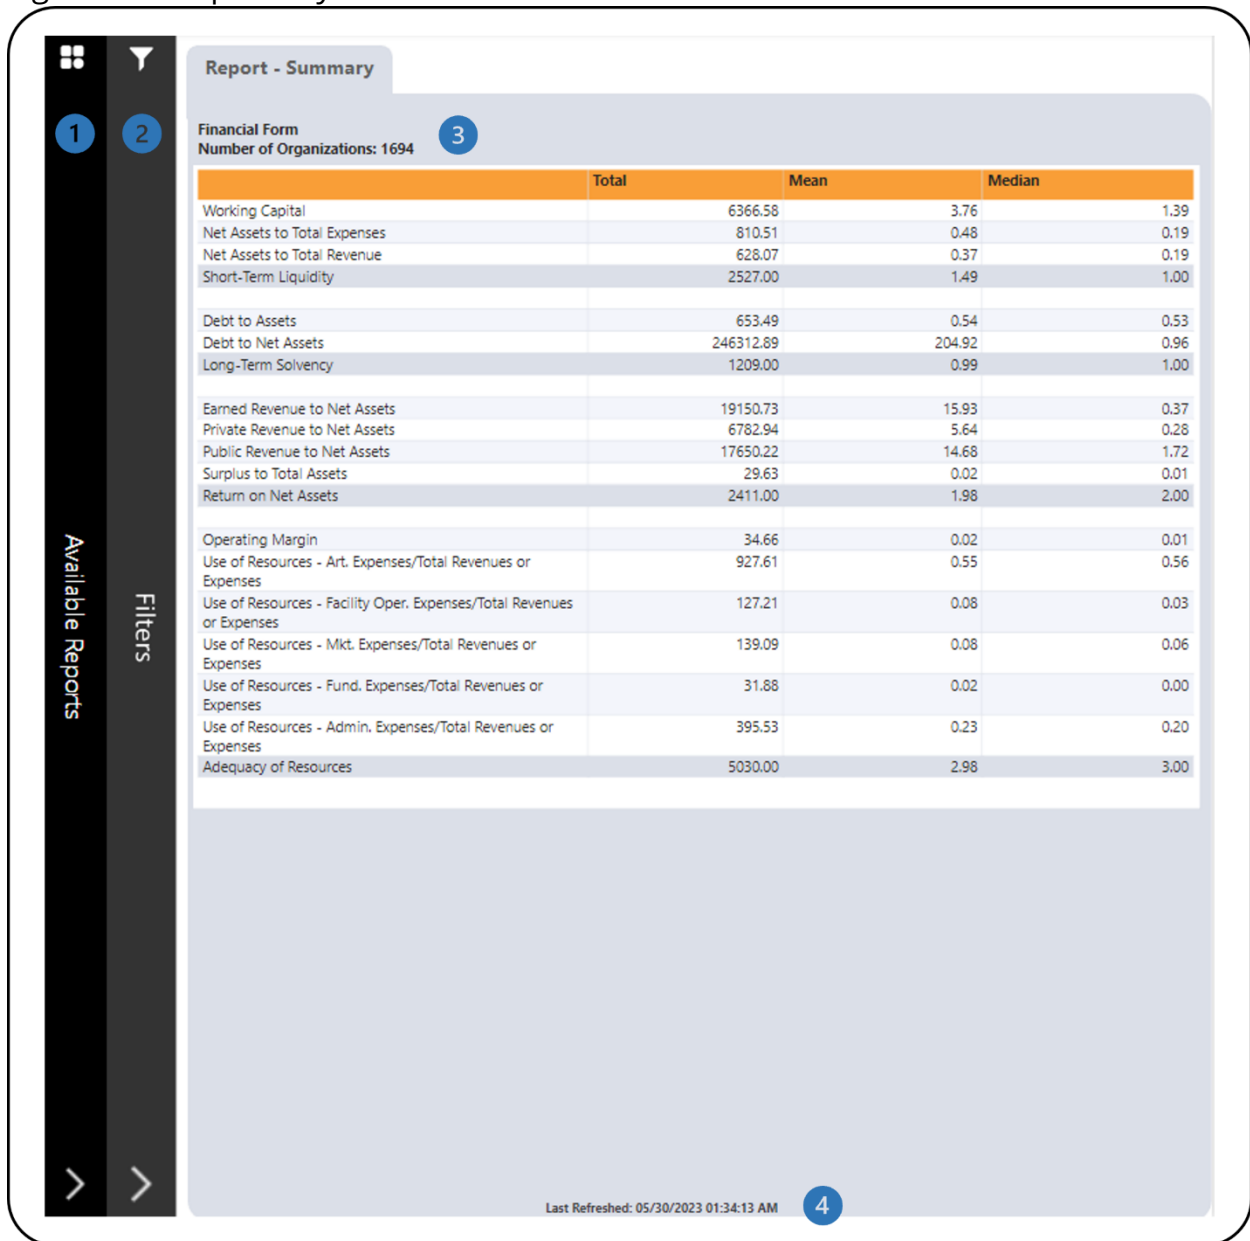 Report - Summary
1
2
Financial Form
3
Number of Organizations: 1694
Total Mean Median
Working Capital 6366.58 3.76 1.39
Net Assets to Total Expenses 810.51 0.48 0.19
Net Assets to Total Revenue 628.07 0.37 0.19
Short-Term Liquidity 2527.00 1.49 1.00
Debt to Assets 653.49 0.54 0.53
Debt to Net Assets 246312.89 204.92 0.96
Long-Term Solvency 1209.00 0.99 1.00
Earned Revenue to Net Assets 19150.73 15.93 0.37
Private Revenue to Net Assets 6782.94 5.64 0.28
Public Revenue to Net Assets 17650.22 14.68 1.72
Surplus to Total Assets 29.63 0.02 0.01
Return on Net Assets 2411.00 1.98 2.00
Operating Margin 34.66 0.02 0.01
Use of Resources - Art. Expenses/Total Revenues or 927.61 0.55 0.56
Expenses
Use of Resources - Facility Oper. Expenses/Total Revenues 127.21 0.08 0.03
or Expenses
Use of Resources - Mkt. Expenses/Total Revenues or 139.09 0.08 0.06
Expenses
Use of Resources - Fund. Expenses/Total Revenues or 31.88 0.02 0.00
Expenses
Use of Resources - Admin. Expenses/Total Revenues or 395.53 0.23 0.20
Expenses
Adequacy of Resources 5030.00 2.98 3.00
Available Reports
Filters
Last Refreshed: 05/30/2023 01:34:13 AM
4